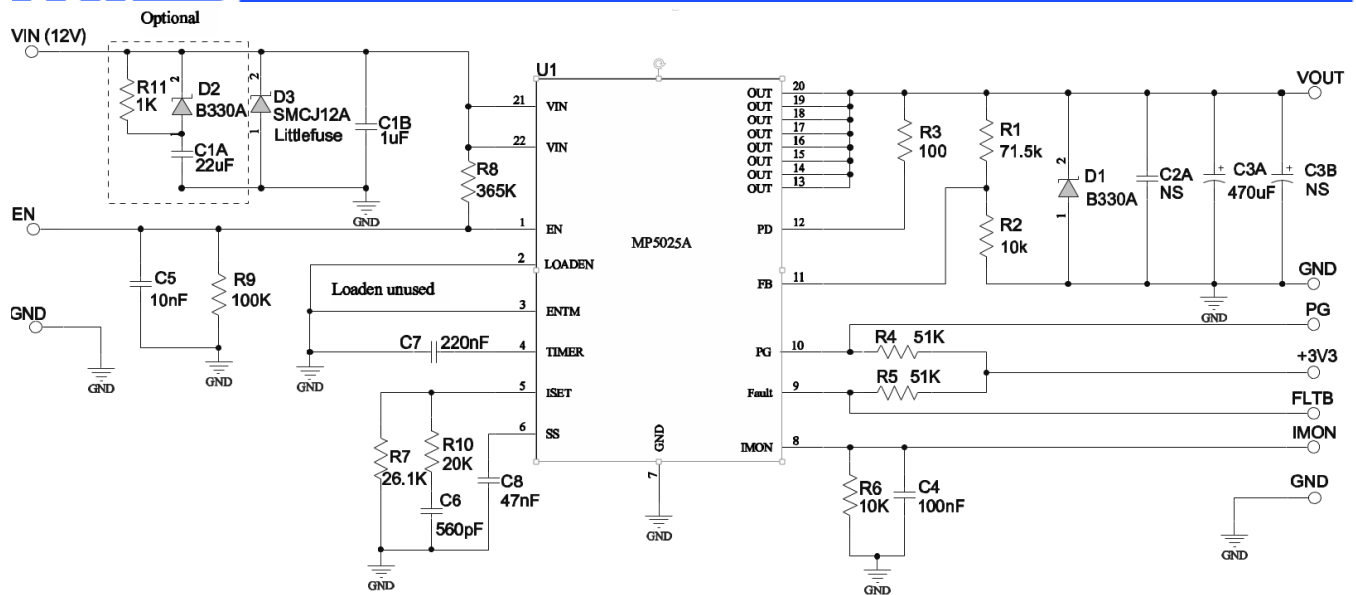 Optional
VIN (12V)
R11
1K
2
D2
B330A
1
C1A
22uF
2
D3
SMCJ12A
Littlefuse
1
C1B
1uF
GND
R8
365K
EN
C5
10nF
R9
100K
GND
GND
GND
U1
MP5025A
21
VIN
22
VIN
1
EN
2
LOADEN
Loaden unused
3
ENTM
C7
220nF
4
TIMER
GND
5
ISET
6
SS
R7
26.1K
R10
20K
C6
560pF
C8
47nF
GND
GND
7
GND
OUT
20
OUT
19
OUT
18
OUT
17
OUT
16
OUT
15
OUT
14
OUT
13
PD
12
FB
11
PG
10
Fault
9
IMON
8
R3
100
R1
71.5k
R2
10k
2
D1
B330A
1
C2A
NS
+
C3A
470uF
+
C3B
NS
VOUT
GND
GND
PG
R4 51K
+3V3
R5 51K
FLTB
IMON
R6
10K
C4
100nF
GND
GND
GND